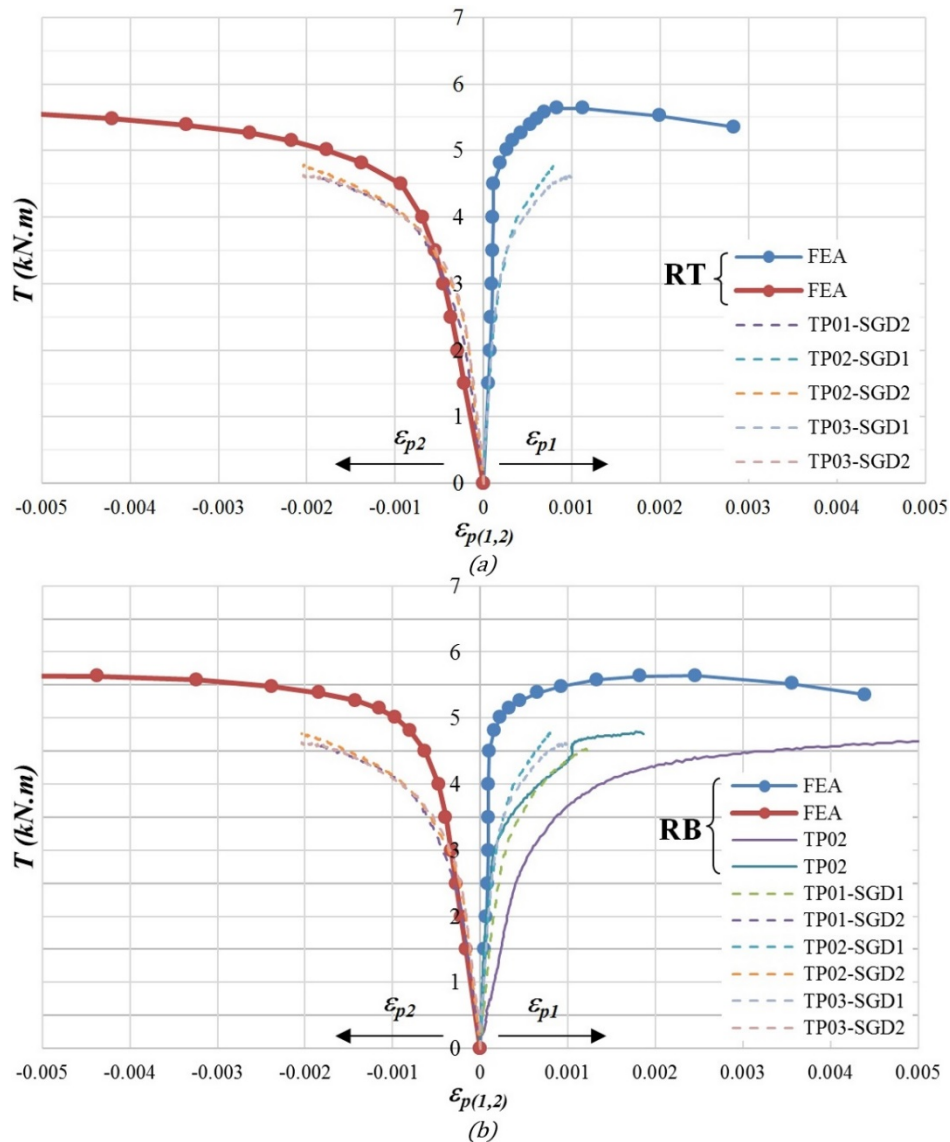 7
6
5
4
3
2
1
0
T (kN.m)
RT
FEA
FEA
TP01-SGD2
TP02-SGD1
TP02-SGD2
TP03-SGD1
TP03-SGD2
εp2 εp1
-0.005 -0.004 -0.003 -0.002 -0.001 0 0.001 0.002 0.003 0.004 0.005
εp(1,2)
(a)
7
6
5
4
3
2
1
0
T (kN.m)
RB
FEA
FEA
TP02
TP02
TP01-SGD1
TP01-SGD2
TP02-SGD1
TP02-SGD2
TP03-SGD1
TP03-SGD2
εp2 εp1
-0.005 -0.004 -0.003 -0.002 -0.001 0 0.001 0.002 0.003 0.004 0.005
εp(1,2)
(b)